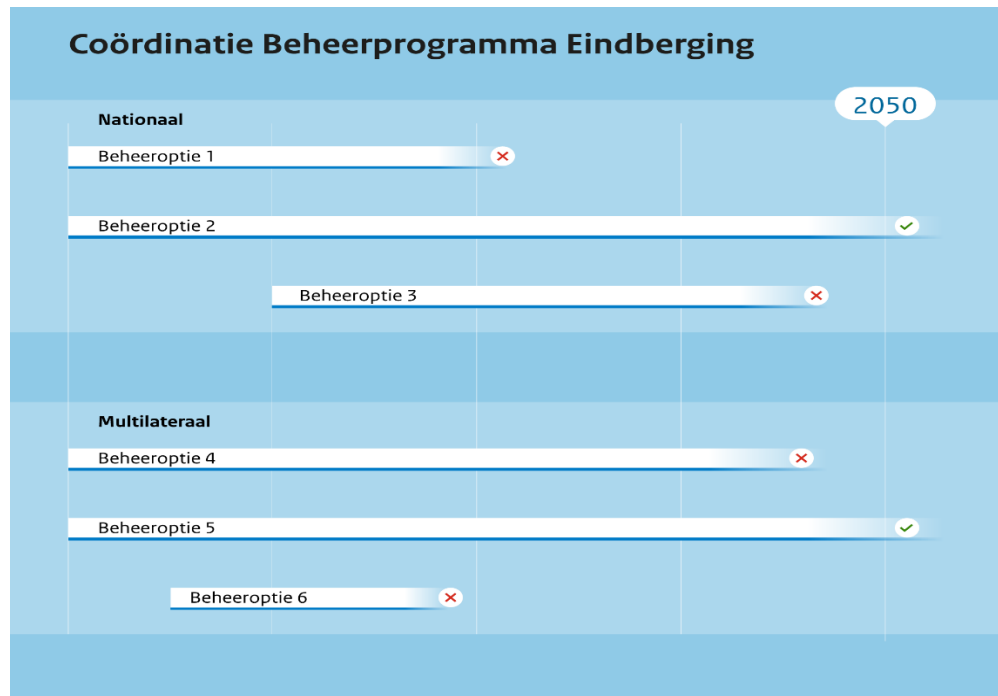 Coördinatie Beheerprogramma Eindberging
2050
Nationaal
Beheeroptie 1
Beheeroptie 2
Beheeroptie 3
Multilateraal
Beheeroptie 4
Beheeroptie 5
Beheeroptie 6